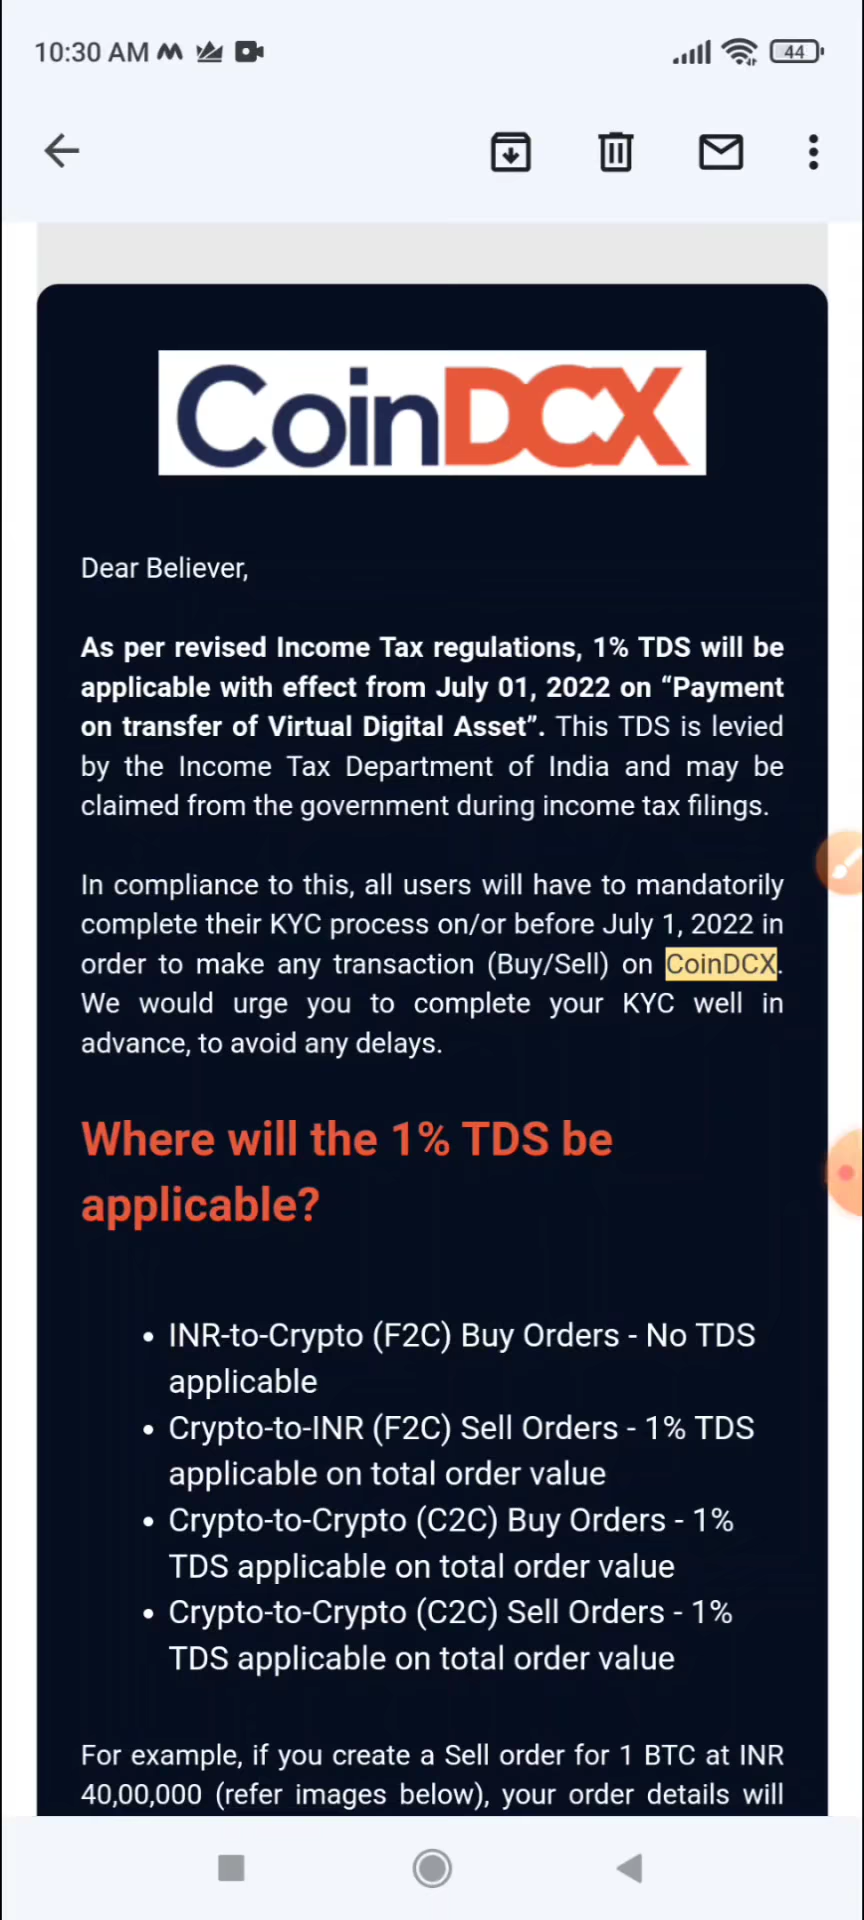 10:30 AM
44
CoinDCX
Dear Believer,
As per revised Income Tax regulations, 1% TDS will be
applicable with effect from July 01, 2022 on “Payment
on transfer of Virtual Digital Asset”. This TDS is levied
by the Income Tax Department of India and may be
claimed from the government during income tax filings.
In compliance to this, all users will have to mandatorily
complete their KYC process on/or before July 1, 2022 in
order to make any transaction (Buy/Sell) on CoinDCX.
We would urge you to complete your KYC well in
advance, to avoid any delays.
Where will the 1% TDS be
applicable?
• INR-to-Crypto (F2C) Buy Orders - No TDS
applicable
• Crypto-to-INR (F2C) Sell Orders - 1% TDS
applicable on total order value
• Crypto-to-Crypto (C2C) Buy Orders - 1%
TDS applicable on total order value
• Crypto-to-Crypto (C2C) Sell Orders - 1%
TDS applicable on total order value
For example, if you create a Sell order for 1 BTC at INR
40,00,000 (refer images below), your order details will